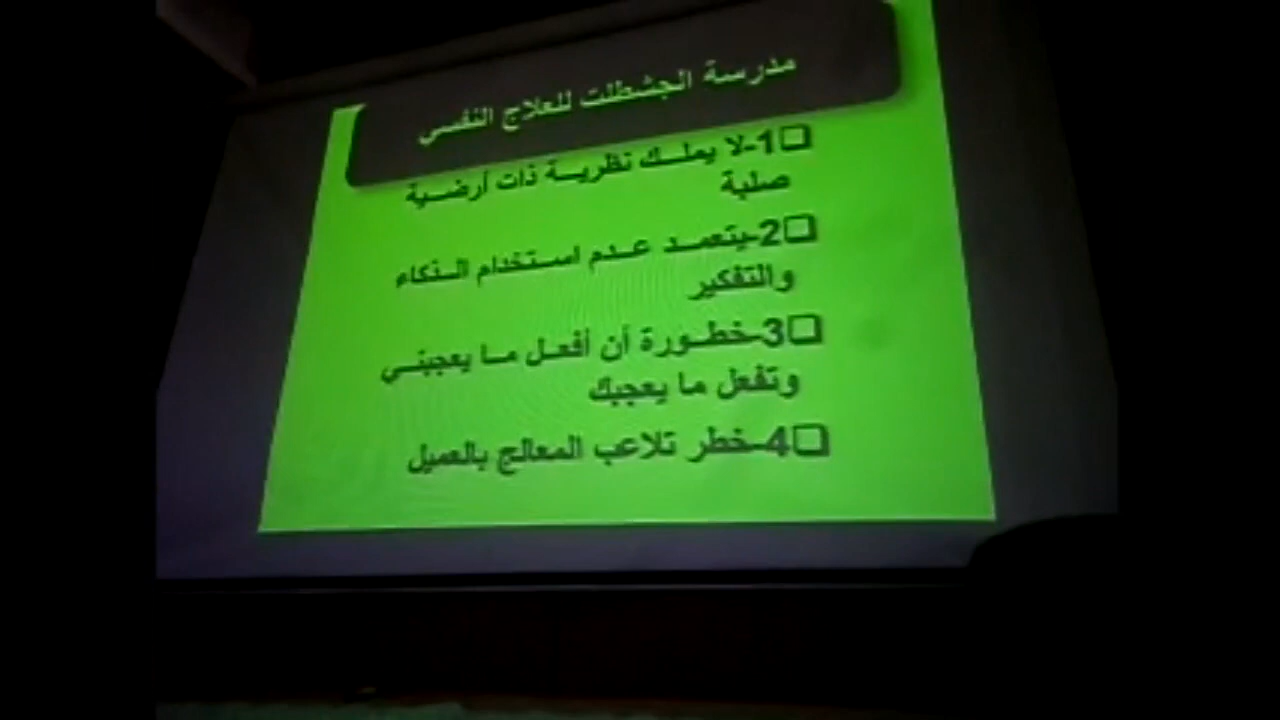 مدرسة الجشطلت للعلاج النفسي
1-لا يملك نظرية ذات أرضية
صلبة
2-يتعمد عدم استخدام الذكاء
والتفكير
3-خطورة أن أفعل ما يعجبني
وتفعل ما يعجبك
4-خطر تلاعب المعالج بالعميل